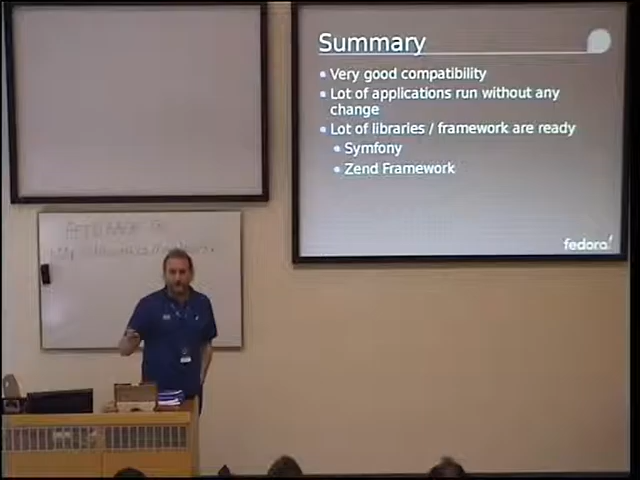 Summary
Very good compatibility
Lot of applications run without any
change
Lot of libraries / framework are ready
Symfony
Zend Framework
fedora